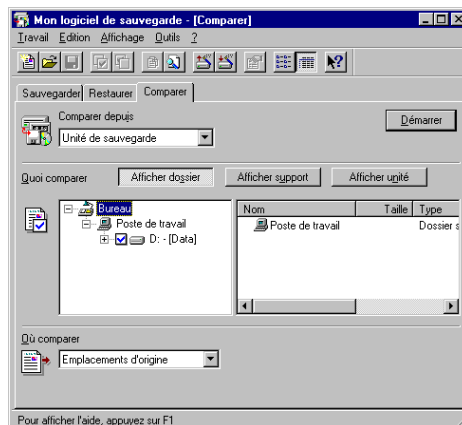 Mon logiciel de sauvegarde - [Comparer]
Travail Edition Affichage Outils ?
Sauvegarder Restaurer Comparer
Comparer depuis
Unité de sauvegarde
Démarrer
Quoi comparer Afficher dossier Afficher support Afficher unité
Bureau
Poste de travail
D: - [Data]
Nom Taille Type
Poste de travail Dossier s
Où comparer
Emplacements d'origine
Pour afficher l'aide, appuyez sur F1